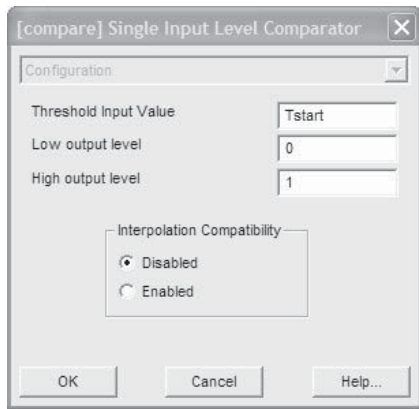 [compare] Single Input Level Comparator
Configuration
Threshold Input Value Tstart
Low output level 0
High output level 1
Interpolation Compatibility
Disabled
Enabled
OK Cancel Help...